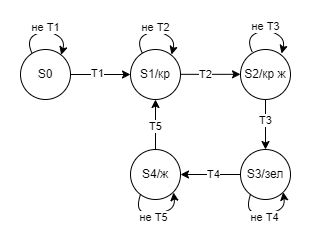 не T1
не T2
не T3
S0
T1
S1/кр
T2
S2/кр ж
T5
T3
S4/ж
T4
S3/зел
не T5
не T4